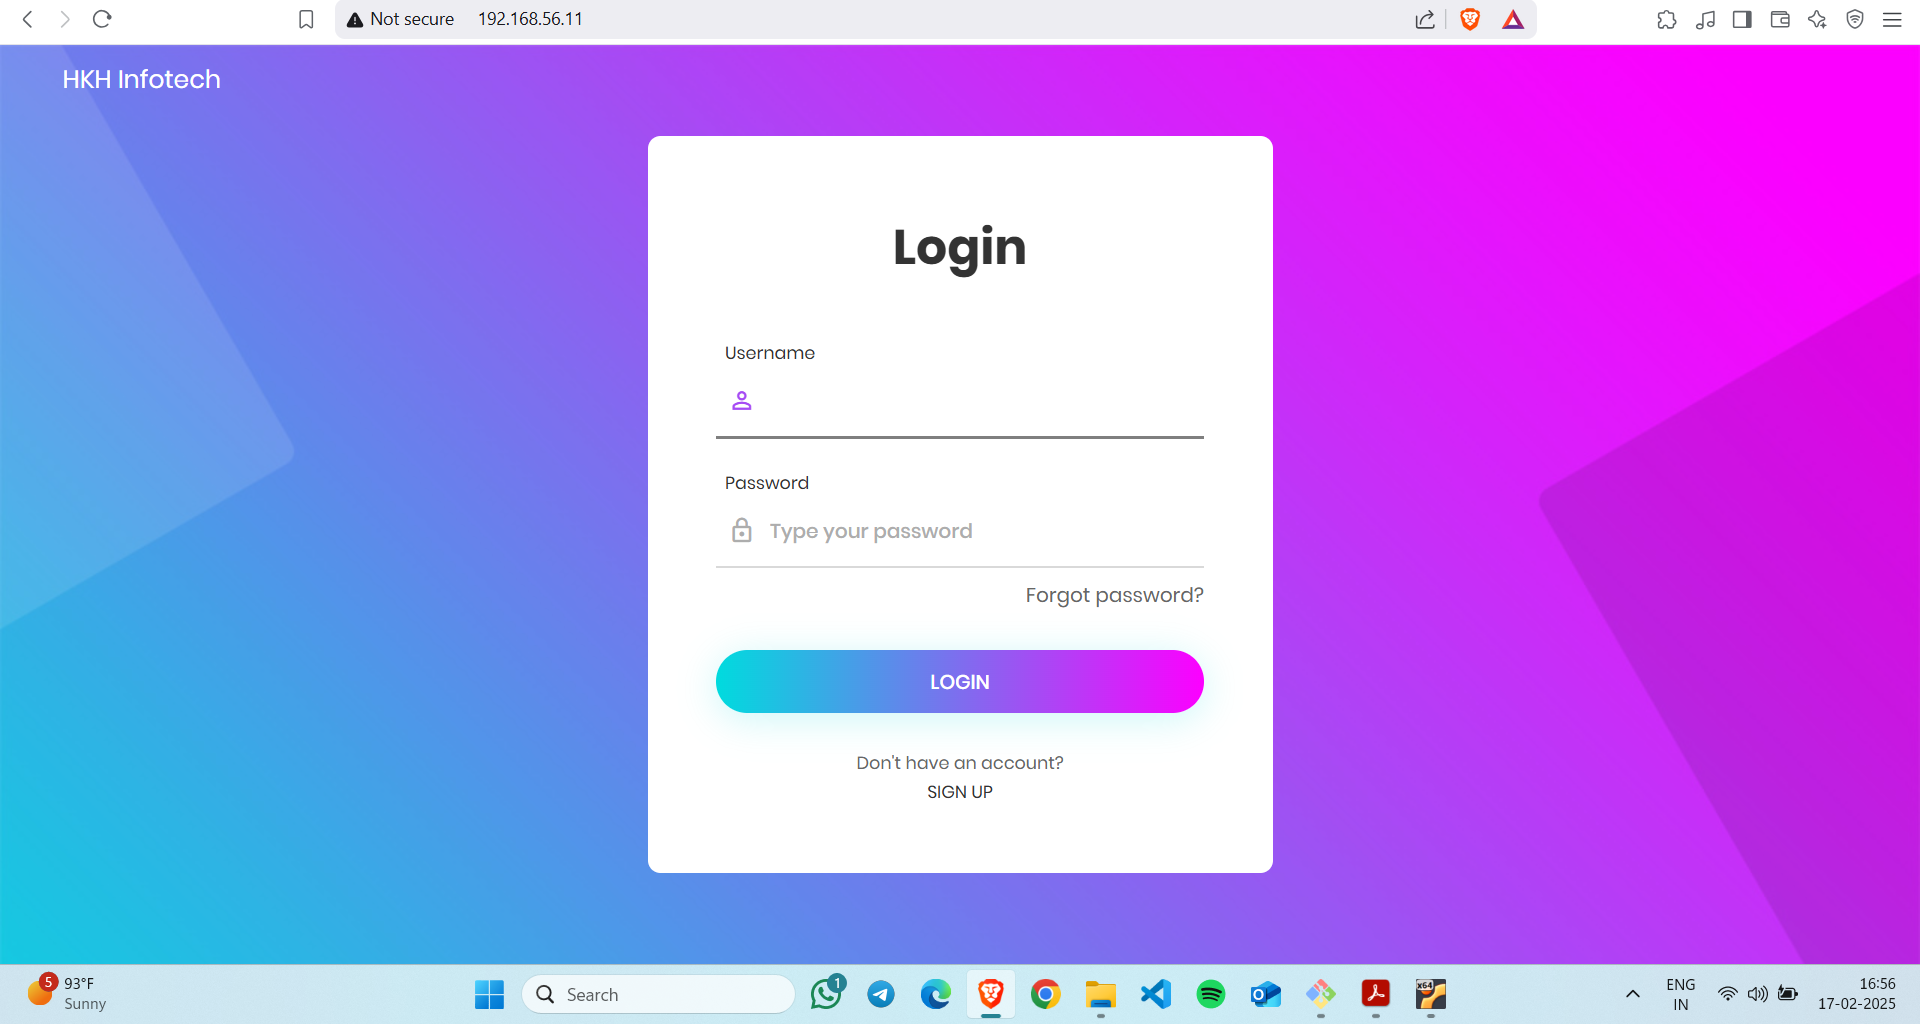 Not secure 192.168.56.11
HKH Infotech
Login
Username
Password
Type your password
Forgot password?
LOGIN
Don't have an account?
SIGN UP
5
93°F
Sunny
Search
1
x64
ENG
IN
16:56
17-02-2025